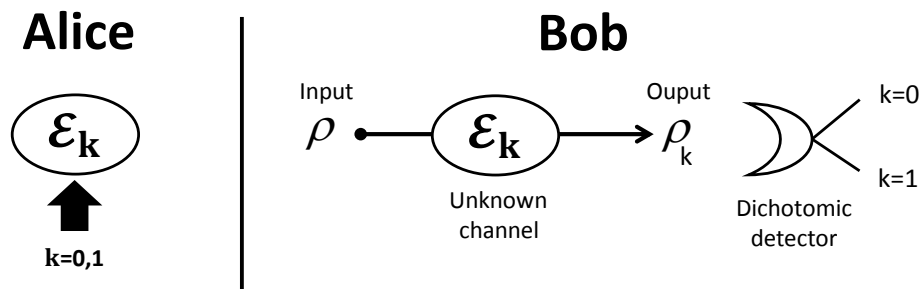 Alice
ℰk
k=0,1
Bob
Input
ρ
ℰk
Unknown
channel
Ouput
ρk
k=0
k=1
Dichotomic
detector